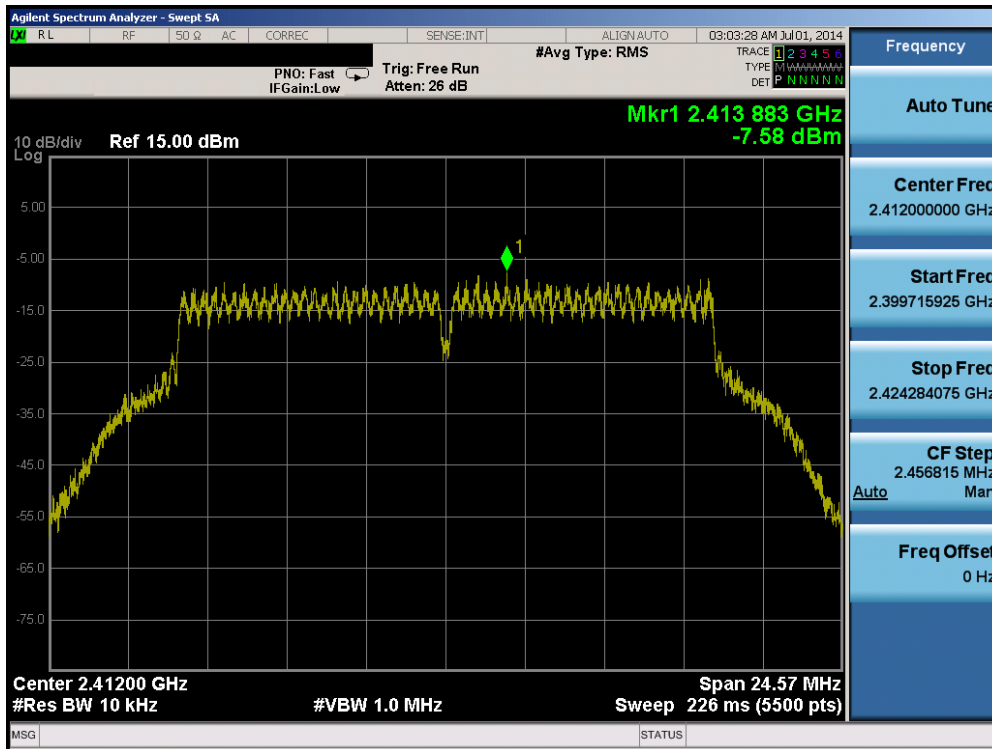 Agilent Spectrum Analyzer - Swept SA
LXI RL RF 50 Ω AC CORREC SENSE:INT ALIGN AUTO 03:03:28 AM Jul 01, 2014
#Avg Type: RMS TRACE 1 2 3 4 5 6
PNO: Fast Trig: Free Run TYPE M
IFGain:Low Atten: 26 dB DET P N N N N N
Mkr1 2.413 883 GHz
-7.58 dBm
10 dB/div Ref 15.00 dBm
Log
1
5.00
-5.00
-15.0
-25.0
-35.0
-45.0
-55.0
-65.0
-75.0
Center 2.41200 GHz Span 24.57 MHz
#Res BW 10 kHz #VBW 1.0 MHz Sweep 226 ms (5500 pts)
MSG STATUS
Frequency
Auto Tune
Center Freq
2.412000000 GHz
Start Freq
2.399715925 GHz
Stop Freq
2.424284075 GHz
CF Step
2.456815 MHz
Auto Man
Freq Offset
0 Hz